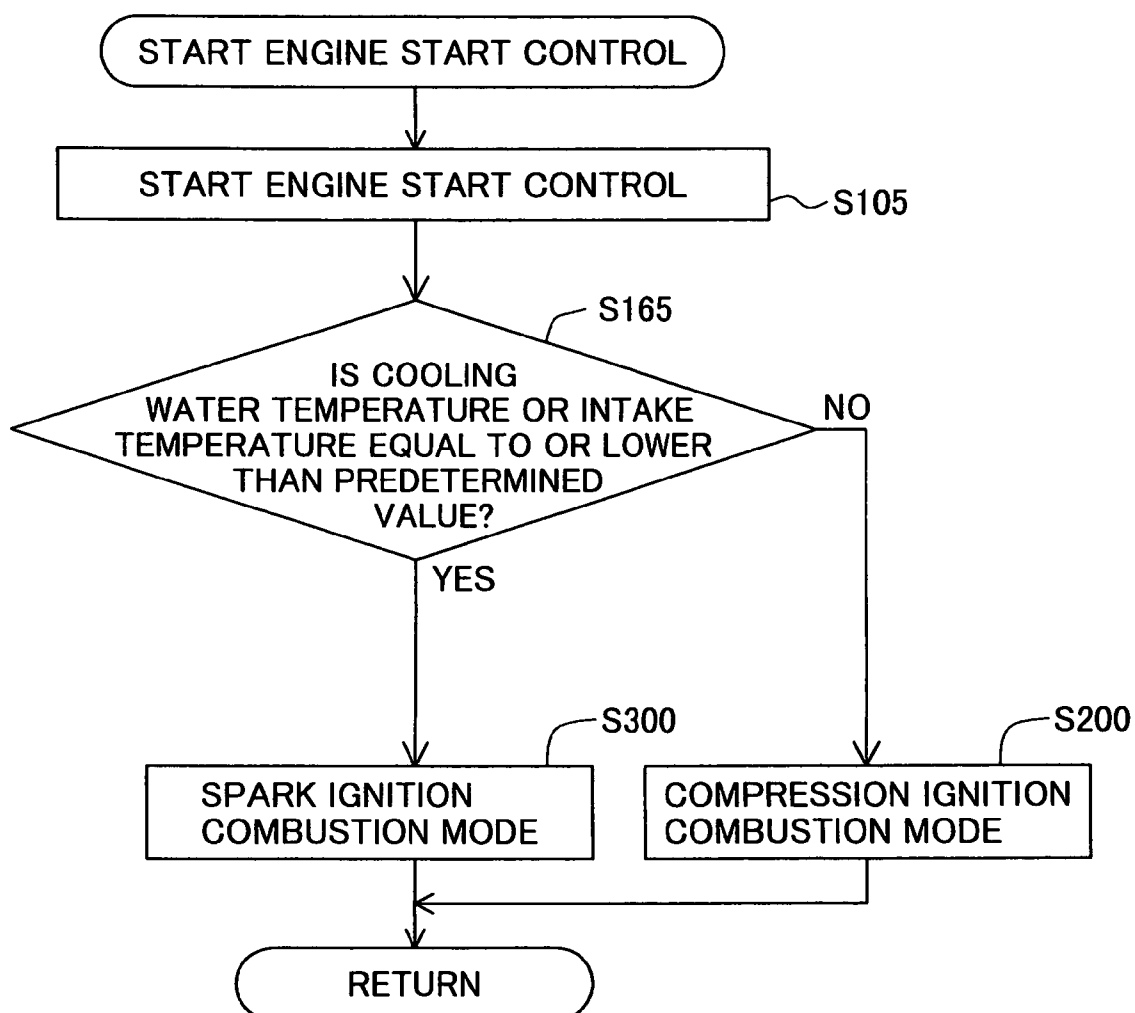 START ENGINE START CONTROL
START ENGINE START CONTROL
S105
S165
IS COOLING
WATER TEMPERATURE OR INTAKE
TEMPERATURE EQUAL TO OR LOWER
THAN PREDETERMINED
VALUE?
NO
YES
S300
S200
SPARK IGNITION
COMBUSTION MODE
COMPRESSION IGNITION
COMBUSTION MODE
RETURN